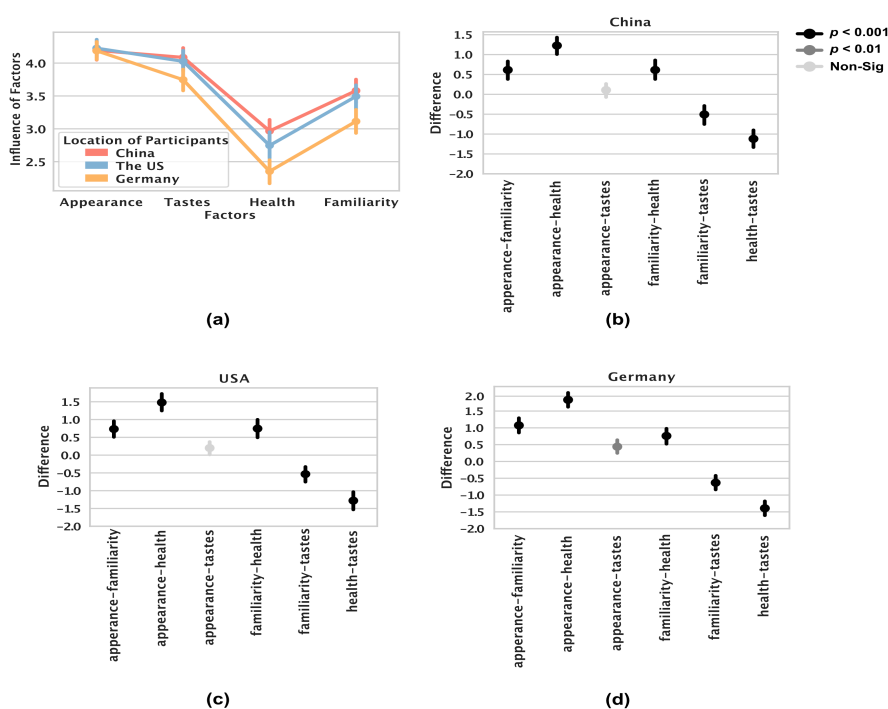 4.0
3.5
3.0
2.5
Influence of Factors
Location of Participants
China
The US
Germany
Appearance
Tastes
Health
Familiarity
Factors
(a)
China
1.5
1.0
0.5
0.0
−0.5
−1.0
−1.5
−2.0
Difference
apperance–familiarity
appearance–health
appearance–tastes
familiarity–health
familiarity–tastes
health–tastes
p < 0.001
p < 0.01
Non-Sig
(b)
USA
1.5
1.0
0.5
0.0
−0.5
−1.0
−1.5
−2.0
Difference
apperance–familiarity
appearance–health
appearance–tastes
familiarity–health
familiarity–tastes
health–tastes
(c)
Germany
2.0
1.5
1.0
0.5
0.0
−0.5
−1.0
−1.5
−2.0
Difference
apperance–familiarity
appearance–health
appearance–tastes
familiarity–health
familiarity–tastes
health–tastes
(d)